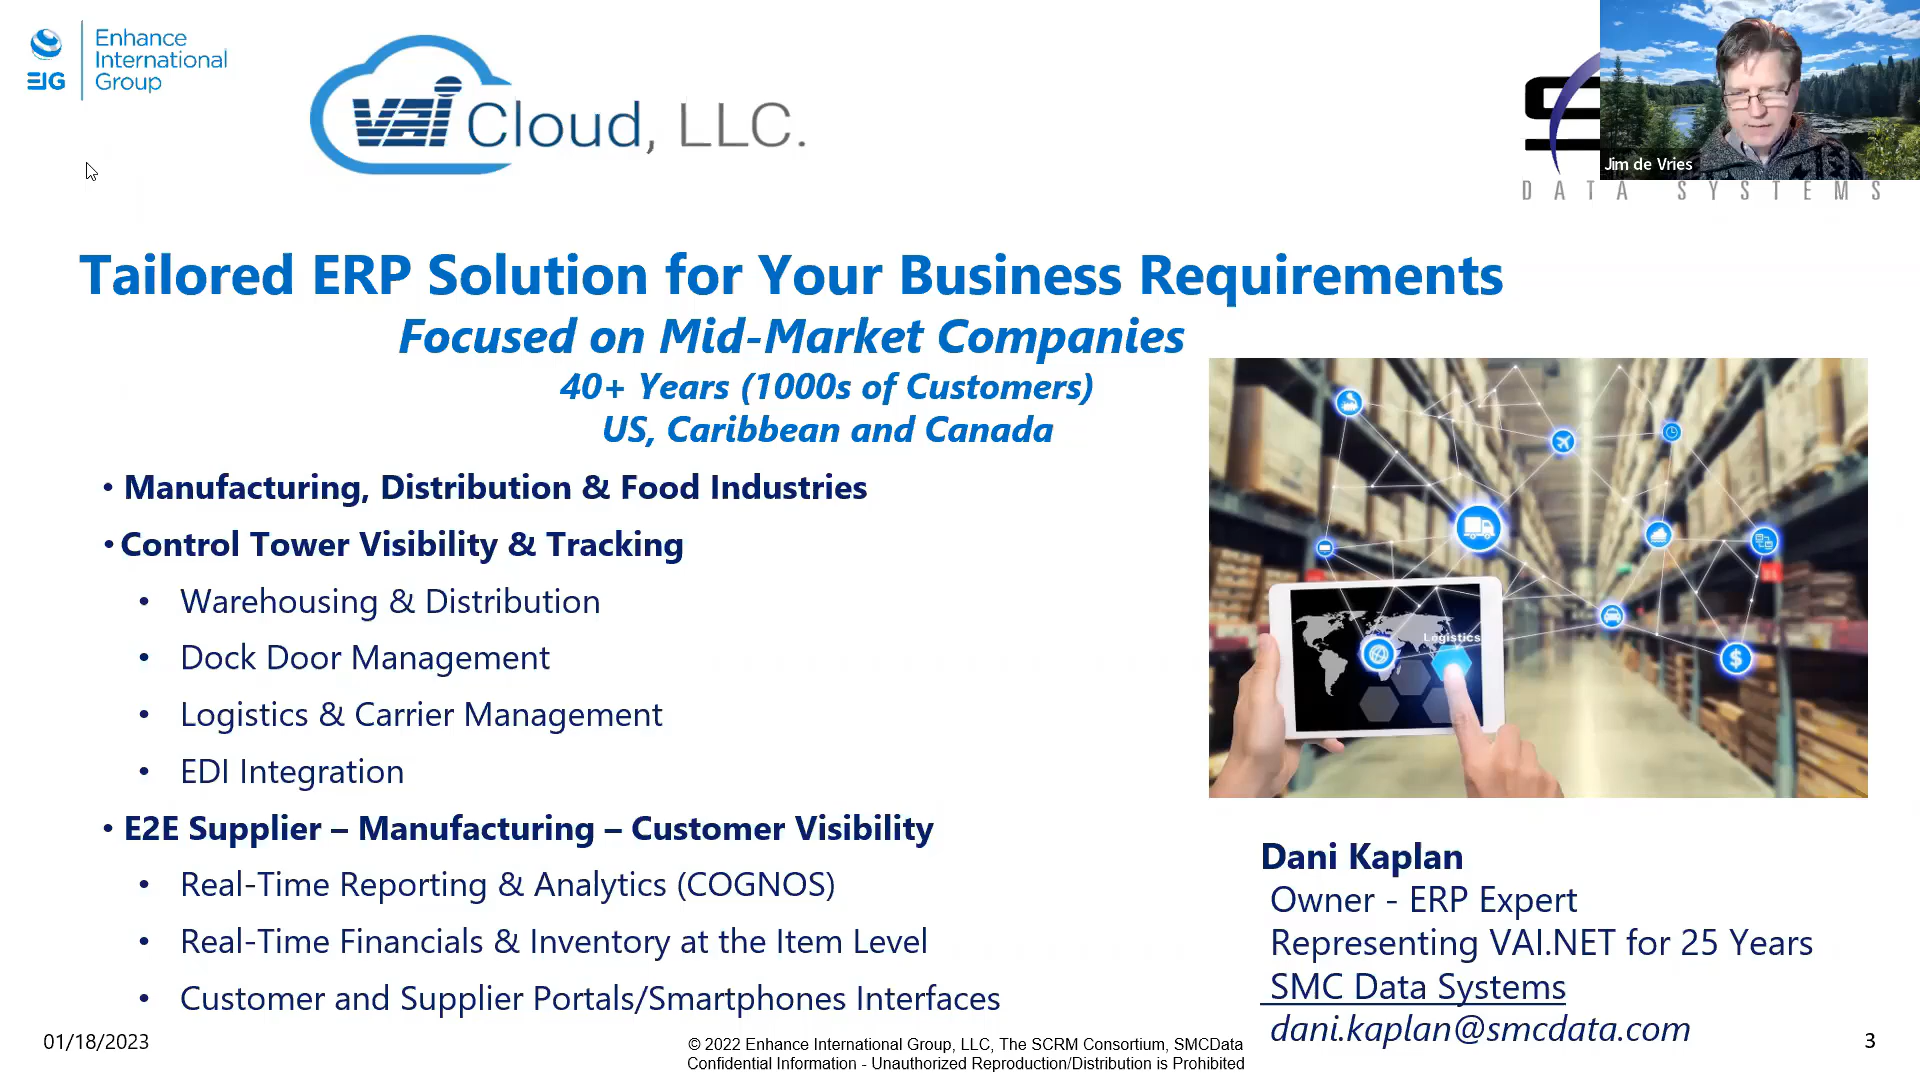 Enhance
International
Group
EIG
vai Cloud, LLC.
Jim de Vries
DATA SYSTEMS
Tailored ERP Solution for Your Business Requirements
Focused on Mid-Market Companies
40+ Years (1000s of Customers)
US, Caribbean and Canada
• Manufacturing, Distribution & Food Industries
• Control Tower Visibility & Tracking
• Warehousing & Distribution
• Dock Door Management
• Logistics & Carrier Management
• EDI Integration
• E2E Supplier – Manufacturing – Customer Visibility
• Real-Time Reporting & Analytics (COGNOS)
• Real-Time Financials & Inventory at the Item Level
• Customer and Supplier Portals/Smartphones Interfaces
Logistics
$
Dani Kaplan
Owner - ERP Expert
Representing VAI.NET for 25 Years
SMC Data Systems
dani.kaplan@smcdata.com
01/18/2023
© 2022 Enhance International Group, LLC, The SCRM Consortium, SMCData
Confidential Information - Unauthorized Reproduction/Distribution is Prohibited
3